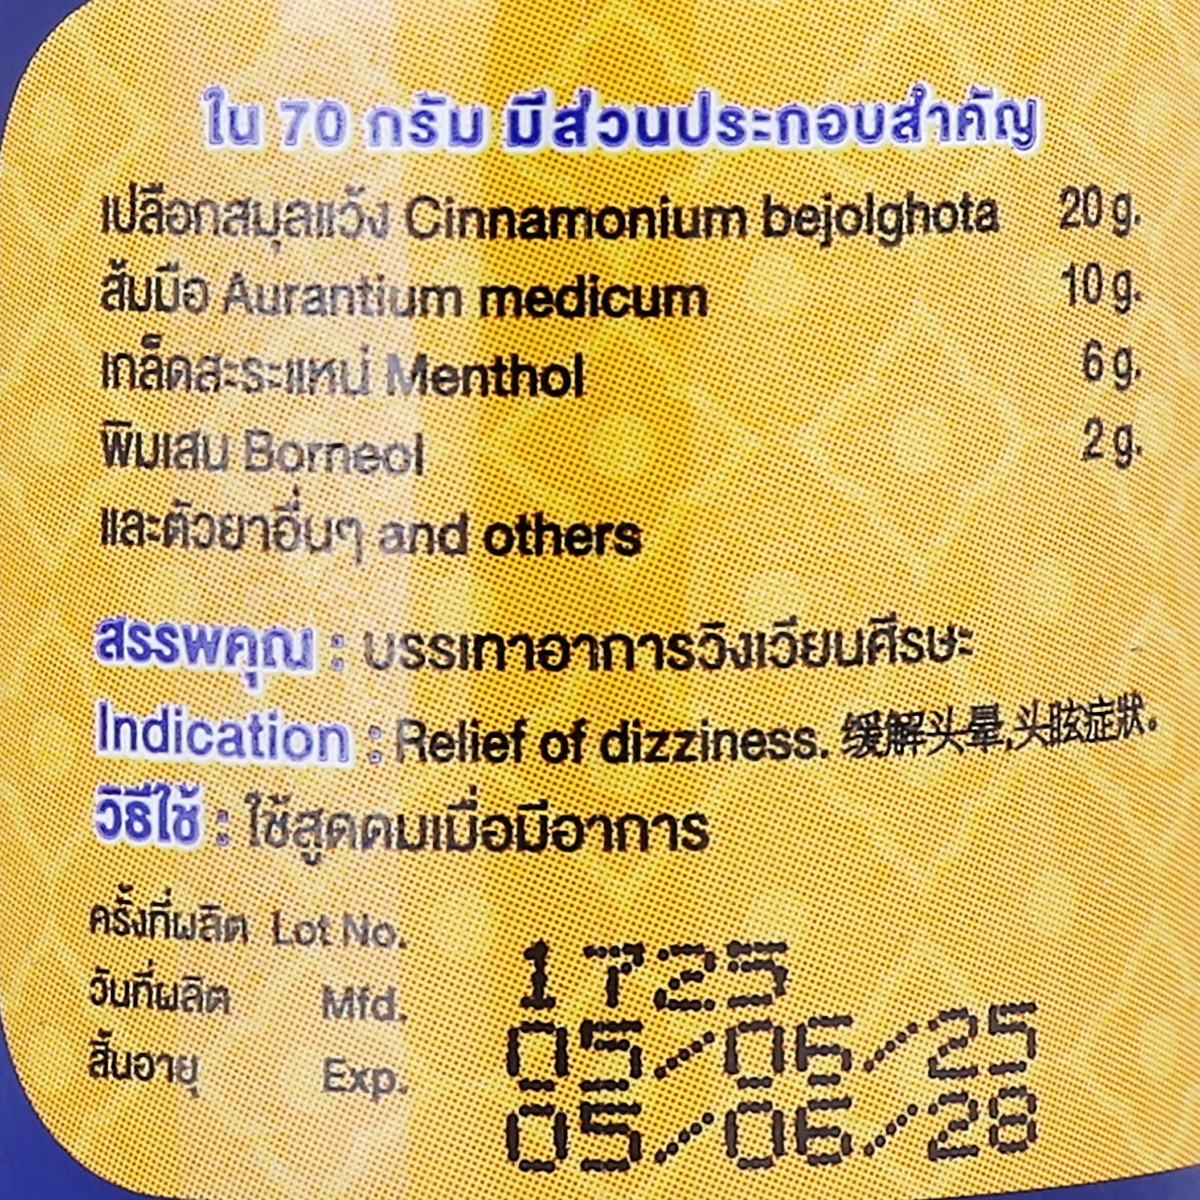 ใน 70 กรัม มีส่วนประกอบสำคัญ
เปลือกสมุลแว้ง Cinnamonium bejolghota 20 g.
ส้มมือ Aurantium medicum 10 g.
เกล็ดสะระแหน่ Menthol 6 g.
พิมเสน Borneol 2 g.
และตัวยาอื่นๆ and others
สรรพคุณ : บรรเทาอาการวิงเวียนศีรษะ
Indication : Relief of dizziness. 缓解头晕,头眩症狀。
วิธีใช้ : ใช้สูดดมเมื่อมีอาการ
ครั้งที่ผลิต Lot No. 1725
วันที่ผลิต Mfd. 05/06/25
สิ้นอายุ Exp. 05/06/28